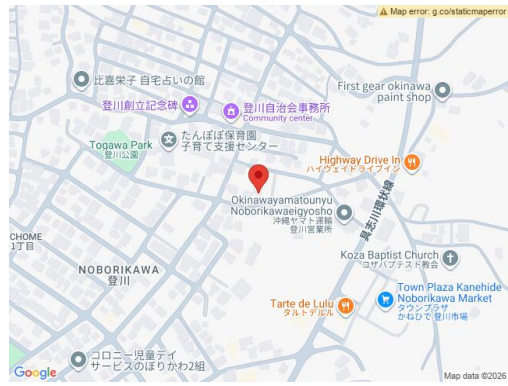 Map error: g.co/staticmaperror
比嘉栄子 自宅占いの館
First gear okinawa
paint shop
登川創立記念碑
登川自治会事務所
Community center
たんぽぽ保育園
子育て支援センター
Togawa Park
登川公園
Highway Drive In
ハイウェイドライブイン
Okinawayamatounyu
Noborikawaeigyosho
沖縄ヤマト運輸
登川営業所
具志川環状線
CHOME
1丁目
Koza Baptist Church
コザバプテスト教会
NOBORIKAWA
登川
Town Plaza Kanehide
Noborikawa Market
タウンプラザ
かねひで 登川市場
Tarte de Lulu
タルトデルル
コロニー児童デイ
サービスのぼりかわ2組
Google
Map data ©2026